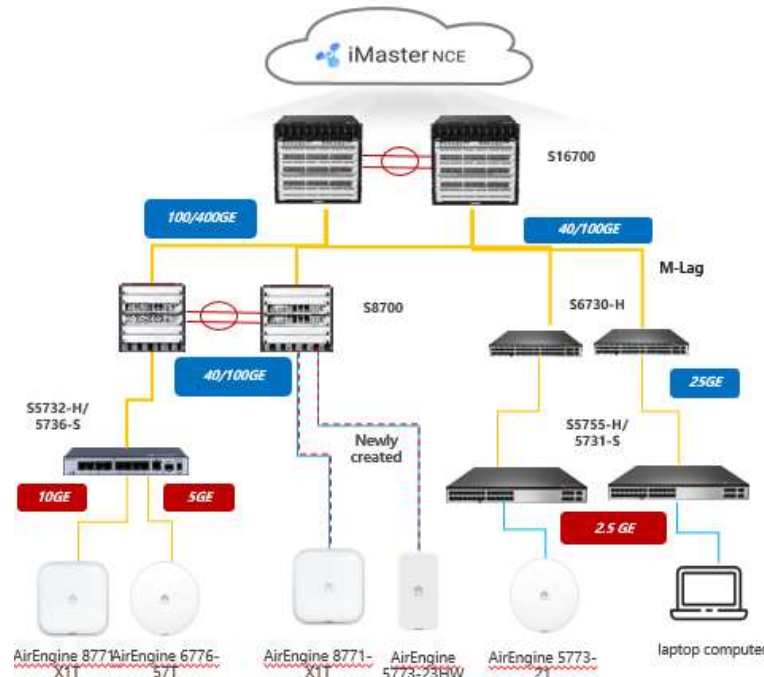 iMaster NCE
S16700
100/400GE
40/100GE
M-Lag
S8700
S6730-H
40/100GE
25GE
S5732-H/
5736-S
S5755-H/
5731-S
Newly
created
10GE
5GE
2.5 GE
AirEngine 8771-
X1T
AirEngine 6776-
57T
AirEngine 8771-
X1T
AirEngine
5773-23HW
AirEngine 5773-
21
laptop computer